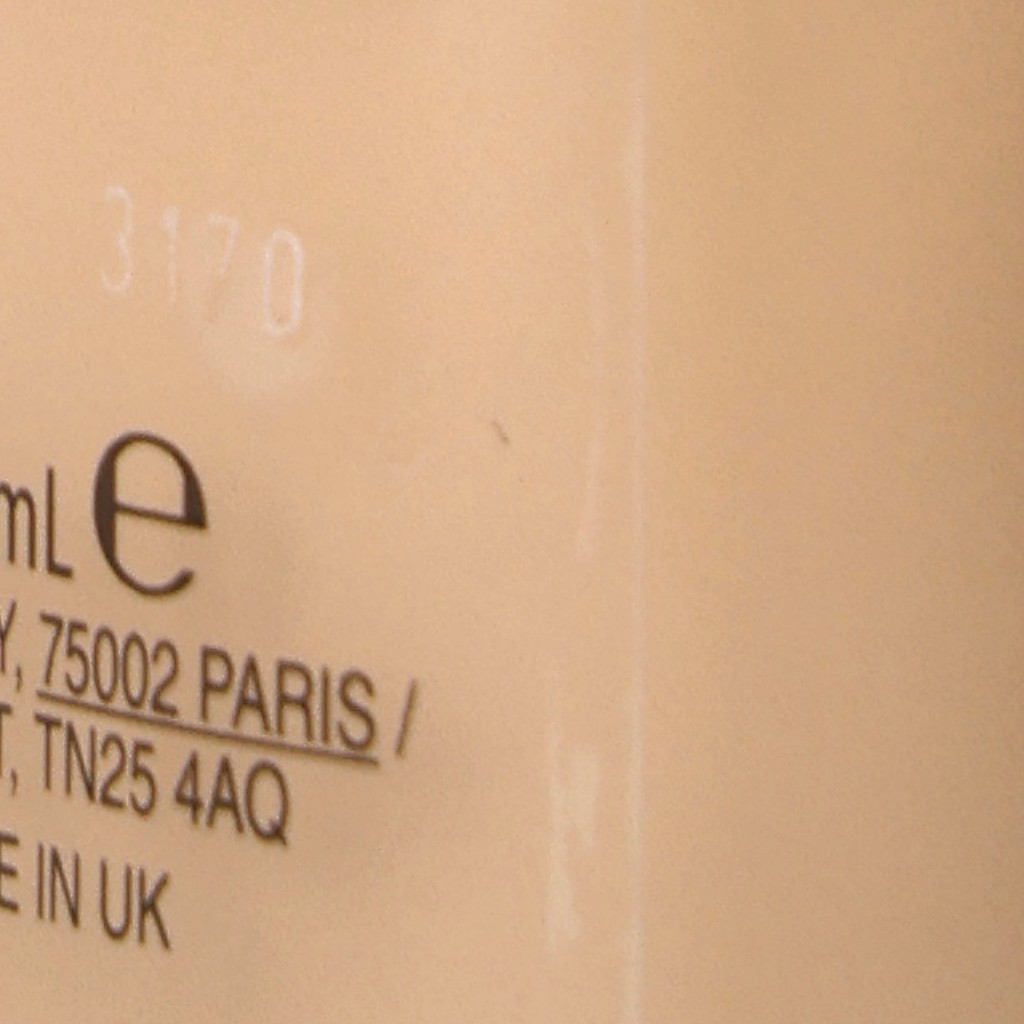 3170
mL e
Y, 75002 PARIS /
T, TN25 4AQ
E IN UK